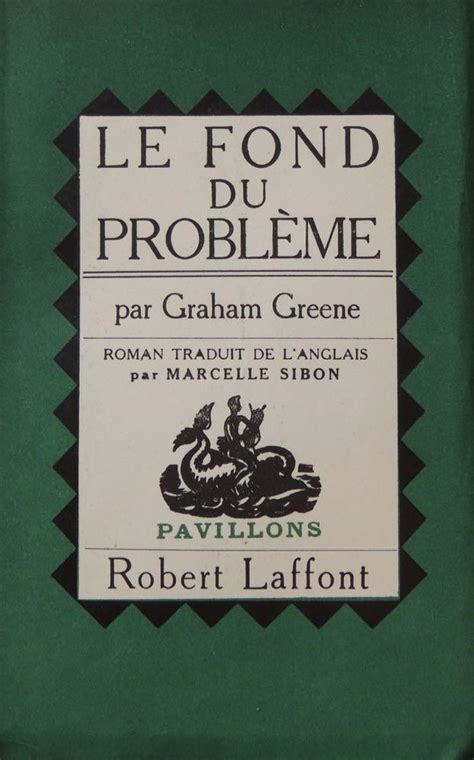 LE FOND
DU
PROBLÈME
par Graham Greene
ROMAN TRADUIT DE L'ANGLAIS
par MARCELLE SIBON
PAVILLONS
Robert Laffont